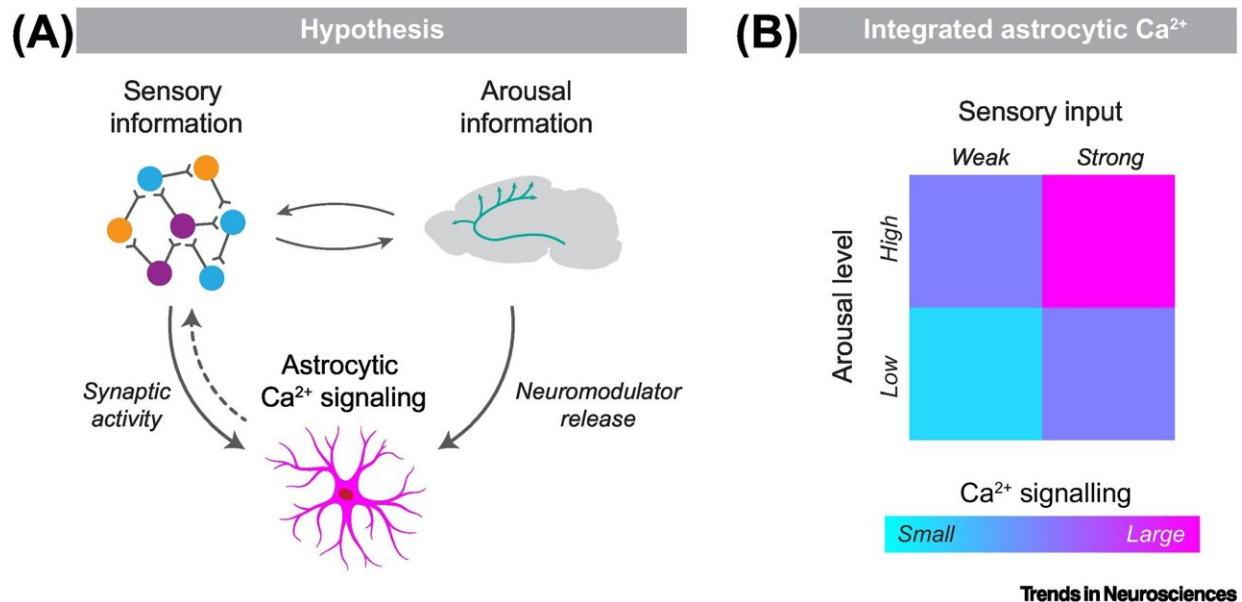 (A)
Hypothesis
Sensory
information
Arousal
information
Synaptic
activity
Astrocytic
Ca²⁺ signaling
Neuromodulator
release
(B)
Integrated astrocytic Ca²⁺
Sensory input
Weak Strong
Arousal level
High
Low
Ca²⁺ signalling
Small Large
Trends in Neurosciences